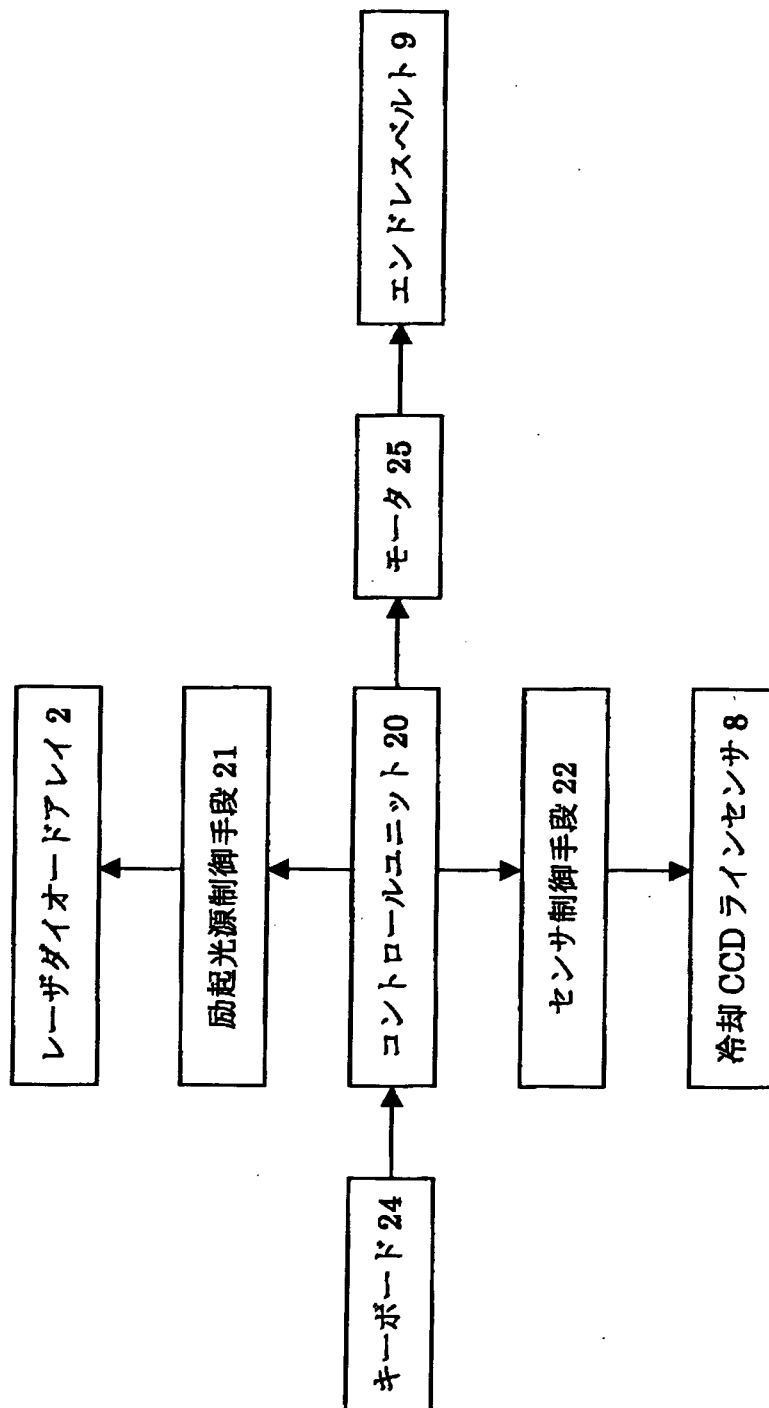 レーザダイオードアレイ 2
励起光源制御手段 21
キーボード 24
コントロールユニット 20
モータ 25
エンドレスベルト 9
センサ制御手段 22
冷却 CCD ラインセンサ 8